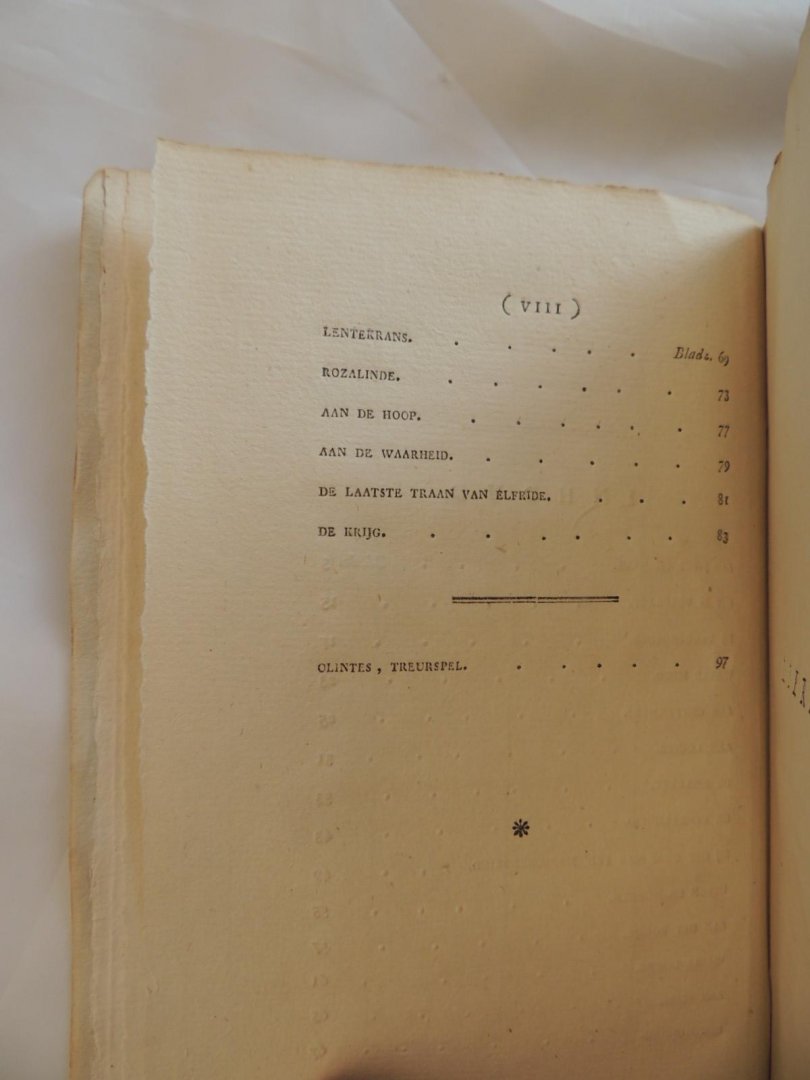 ( VIII )
LENTEKRANS. . . . . . Bladz. 69
ROZALINDE. . . . . . . 73
AAN DE HOOP. . . . . . . 77
AAN DE WAARHEID. . . . . . 79
DE LAATSTE TRAAN VAN ELFRIDE. . . . 81
DE KRIJG. . . . . . . 83
OLINTES, TREURSPEL. . . . . . 97
*